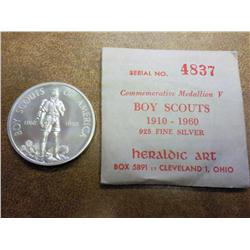 BOY SCOUTS OF AMERICA
1910 1960
SERIAL NO. 4837
Commemorative Medallion V
BOY SCOUTS
1910 - 1960
925 FINE SILVER
heraldic art
BOX 5891 CLEVELAND 1, OHIO